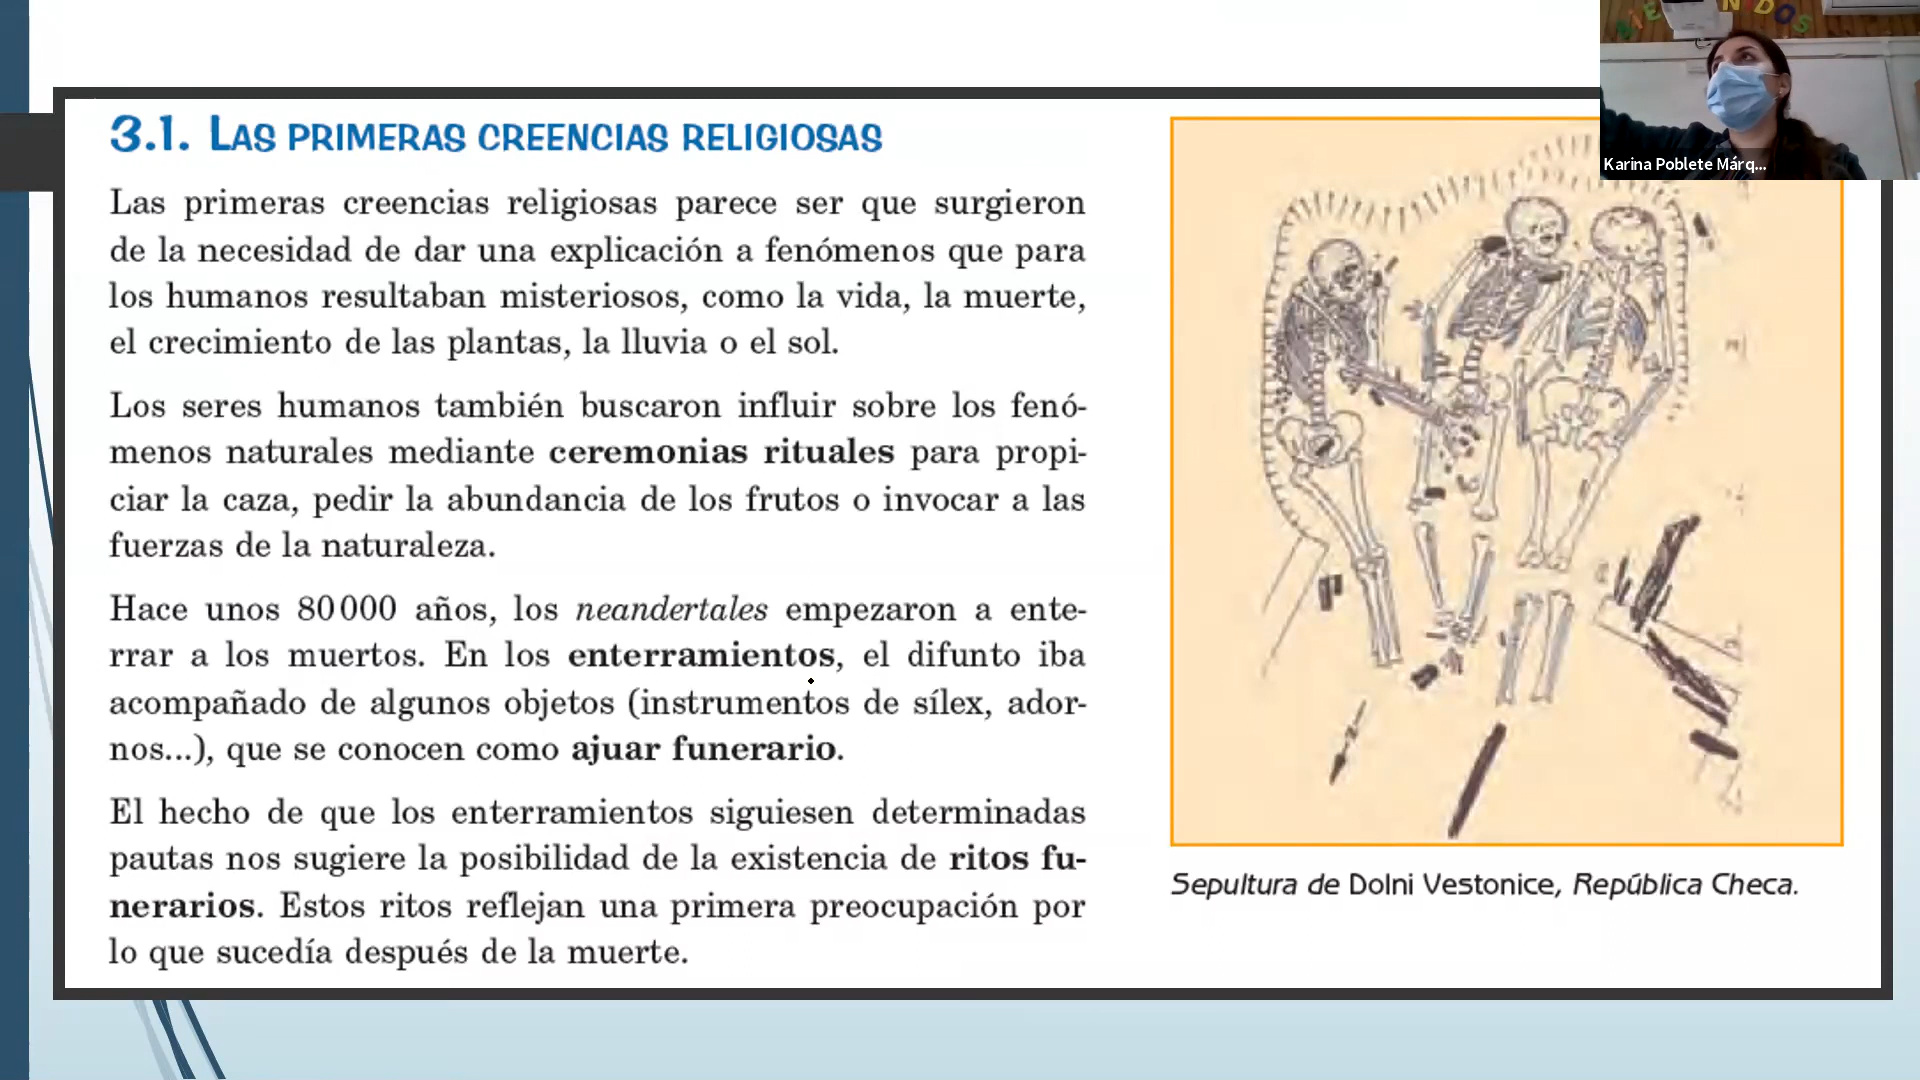 3.1. LAS PRIMERAS CREENCIAS RELIGIOSAS
Las primeras creencias religiosas parece ser que surgieron
de la necesidad de dar una explicación a fenómenos que para
los humanos resultaban misteriosos, como la vida, la muerte,
el crecimiento de las plantas, la lluvia o el sol.
Los seres humanos también buscaron influir sobre los fenó-
menos naturales mediante ceremonias rituales para propi-
ciar la caza, pedir la abundancia de los frutos o invocar a las
fuerzas de la naturaleza.
Hace unos 80 000 años, los neandertales empezaron a ente-
rrar a los muertos. En los enterramientos, el difunto iba
acompañado de algunos objetos (instrumentos de sílex, ador-
nos...), que se conocen como ajuar funerario.
El hecho de que los enterramientos siguiesen determinadas
pautas nos sugiere la posibilidad de la existencia de ritos fu-
nerarios. Estos ritos reflejan una primera preocupación por
lo que sucedía después de la muerte.
N
Sepultura de Dolni Vestonice, República Checa.
Karina Poblete Márq...